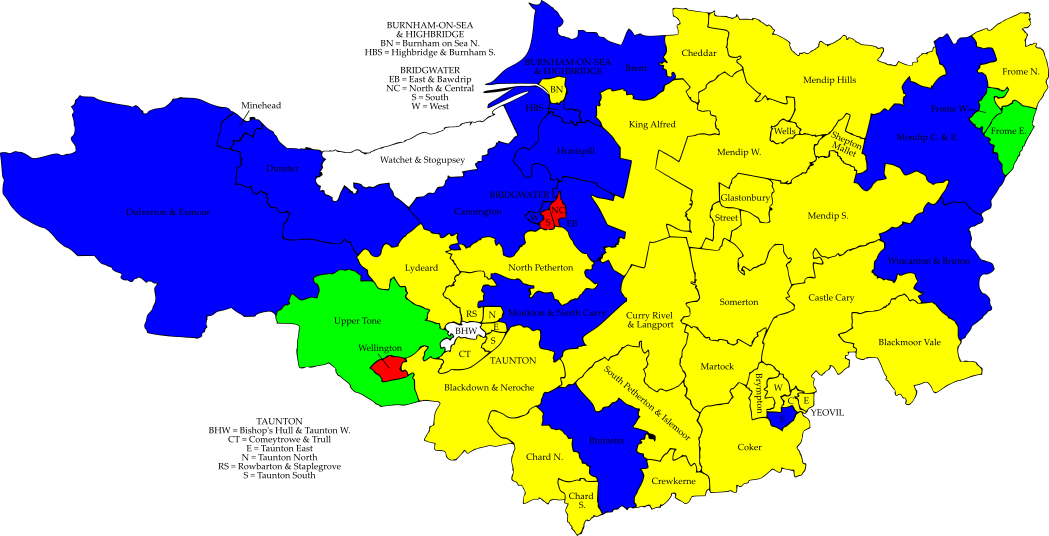 BURNHAM-ON-SEA
& HIGHBRIDGE
BN = Burnham on Sea N.
HBS = Highbridge & Burnham S.
BRIDGWATER
EB = East & Bawdrip
NC = North & Central
S = South
W = West
BURNHAM-ON-SEA
& HIGHBRIDGE
Brent
BN
HBS
Cheddar
Mendip Hills
Frome N.
Frome W.
Frome E.
Mendip C. & E.
King Alfred
Wells
Shepton
Mallet
Mendip W.
Minehead
Watchet & Stogupsey
Huntspill
Dunster
Dulverton & Exmoor
BRIDGWATER
Cannington
W
NC
S
EB
Glastonbury
Street
Mendip S.
Lydeard
North Petherton
Wincanton & Bruton
Somerton
Castle Cary
Upper Tone
RS
N
Monkton & North Curry
Curry Rivel
& Langport
BHW
E
S
CT
TAUNTON
Wellington
Blackmoor Vale
Martock
Blackdown & Neroche
South Petherton & Islemoor
Brympton
W
C
E
YEOVIL
Coker
Ilminster
Chard N.
Crewkerne
Chard
S.
TAUNTON
BHW = Bishop's Hull & Taunton W.
CT = Comeytrowe & Trull
E = Taunton East
N = Taunton North
RS = Rowbarton & Staplegrove
S = Taunton South